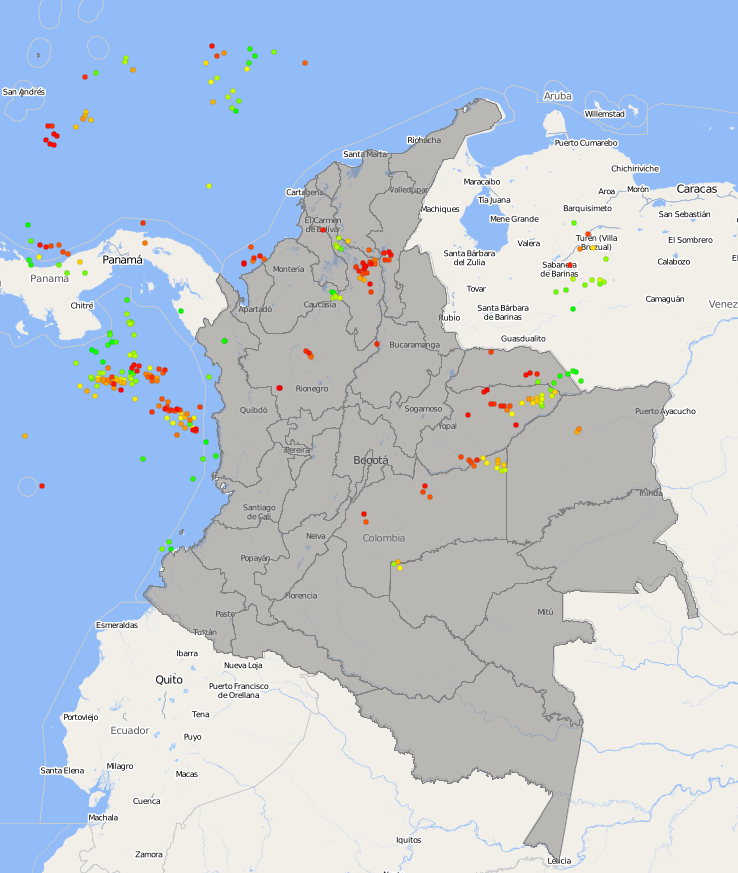 San Andrés
Aruba
Willemstad
Riohacha
Puerto Cumarebo
Santa Marta
Chichiriviche
Maracaibo
Valledupar
Aroa
Morón
Caracas
Cartagena
Tía Juana
Machiques
Barquisimeto
San Sebastián
Mene Grande
El Carmen
de Bolívar
Valera
Turén (Villa
Bruzual)
El Sombrero
Santa Bárbara
del Zulia
Panamá
Montería
Sabaneta
de Barinas
Calabozo
Panamá
Tovar
Camaguán
Chitré
Apartadó
Caucasia
Santa Bárbara
de Barinas
Venez
Rubio
Guasdualito
Bucaramanga
Rionegro
Quibdó
Sogamoso
Puerto Ayacucho
Yopal
Pereira
Bogotá
Inírida
Santiago
de Cali
Neiva
Colombia
Popayán
Florencia
Mitú
Pasto
Esmeraldas
Tulcán
Ibarra
Nueva Loja
Quito
Puerto Francisco
de Orellana
Tena
Portoviejo
Ecuador
Puyo
Santa Elena
Milagro
Macas
Cuenca
Machala
Iquitos
Zamora
Leticia